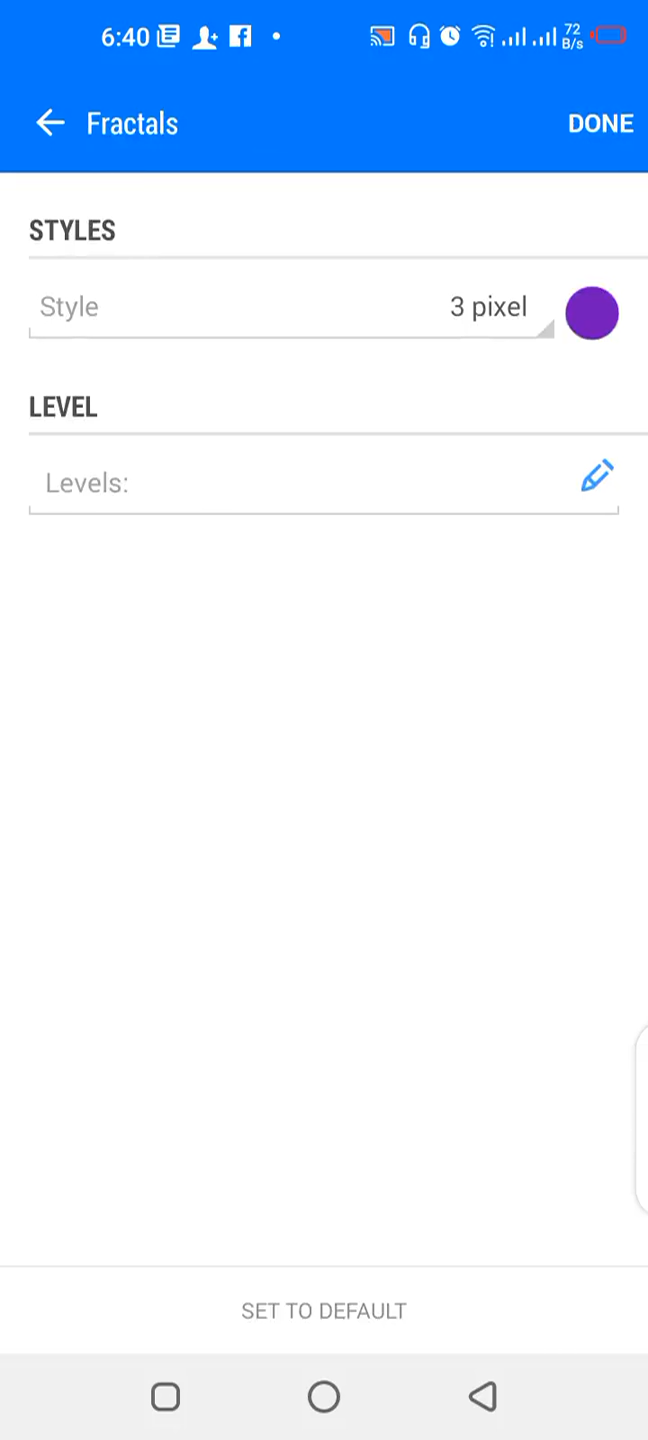 6:40
72
B/s
Fractals
DONE
STYLES
Style
3 pixel
LEVEL
Levels:
SET TO DEFAULT